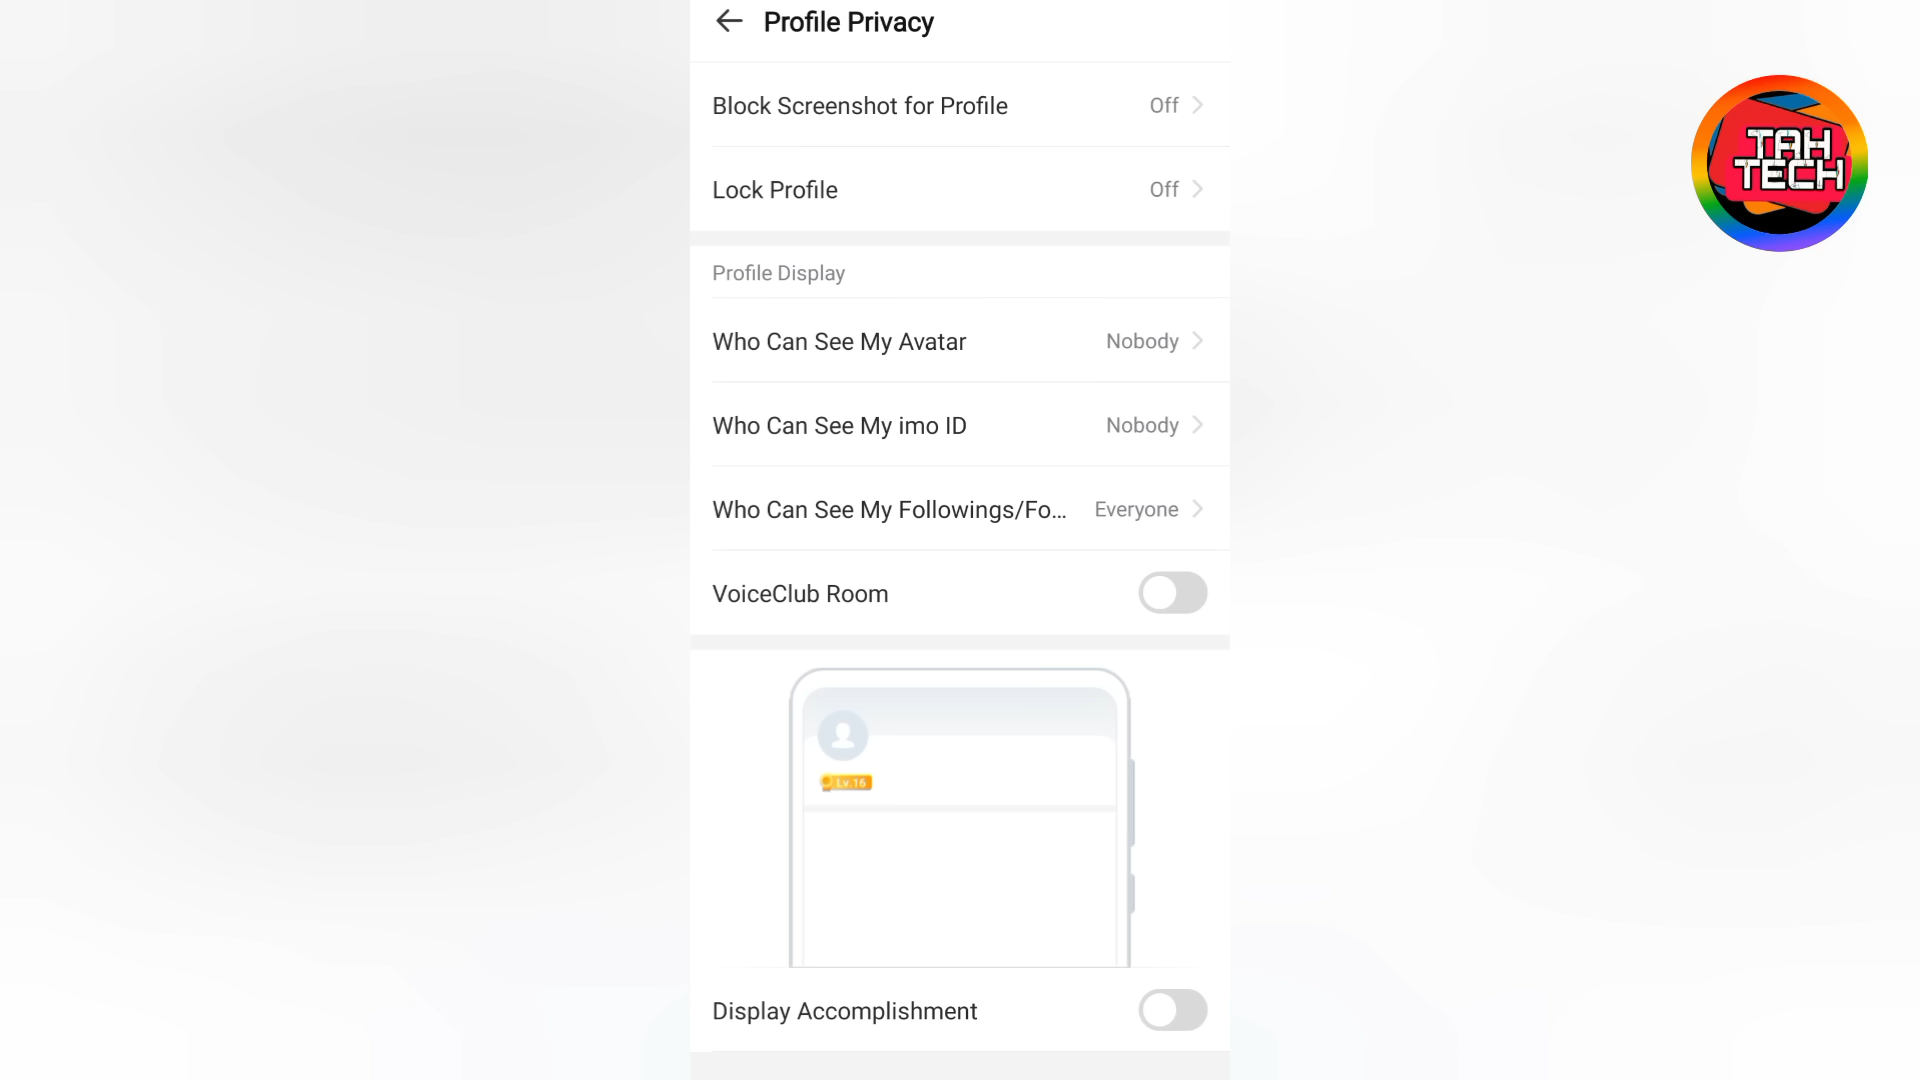 Profile Privacy
Block Screenshot for Profile Off
Lock Profile Off
Profile Display
Who Can See My Avatar Nobody
Who Can See My imo ID Nobody
Who Can See My Followings/Fo... Everyone
VoiceClub Room
Lv.16
Display Accomplishment
TAH
TECH